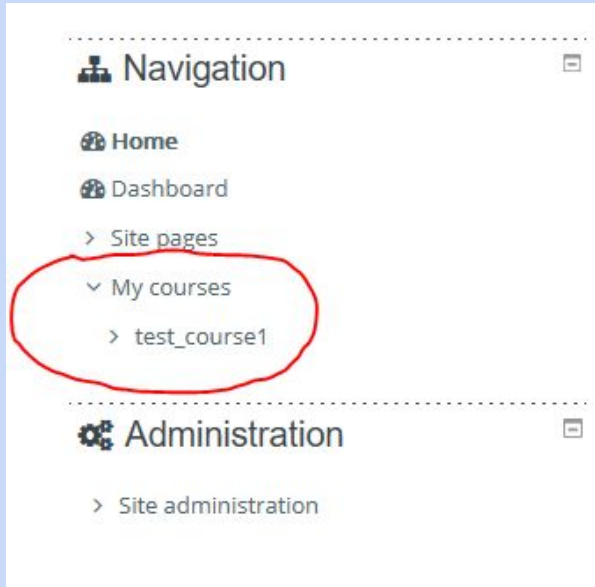 Navigation
Home
Dashboard
Site pages
My courses
test_course1
Administration
Site administration